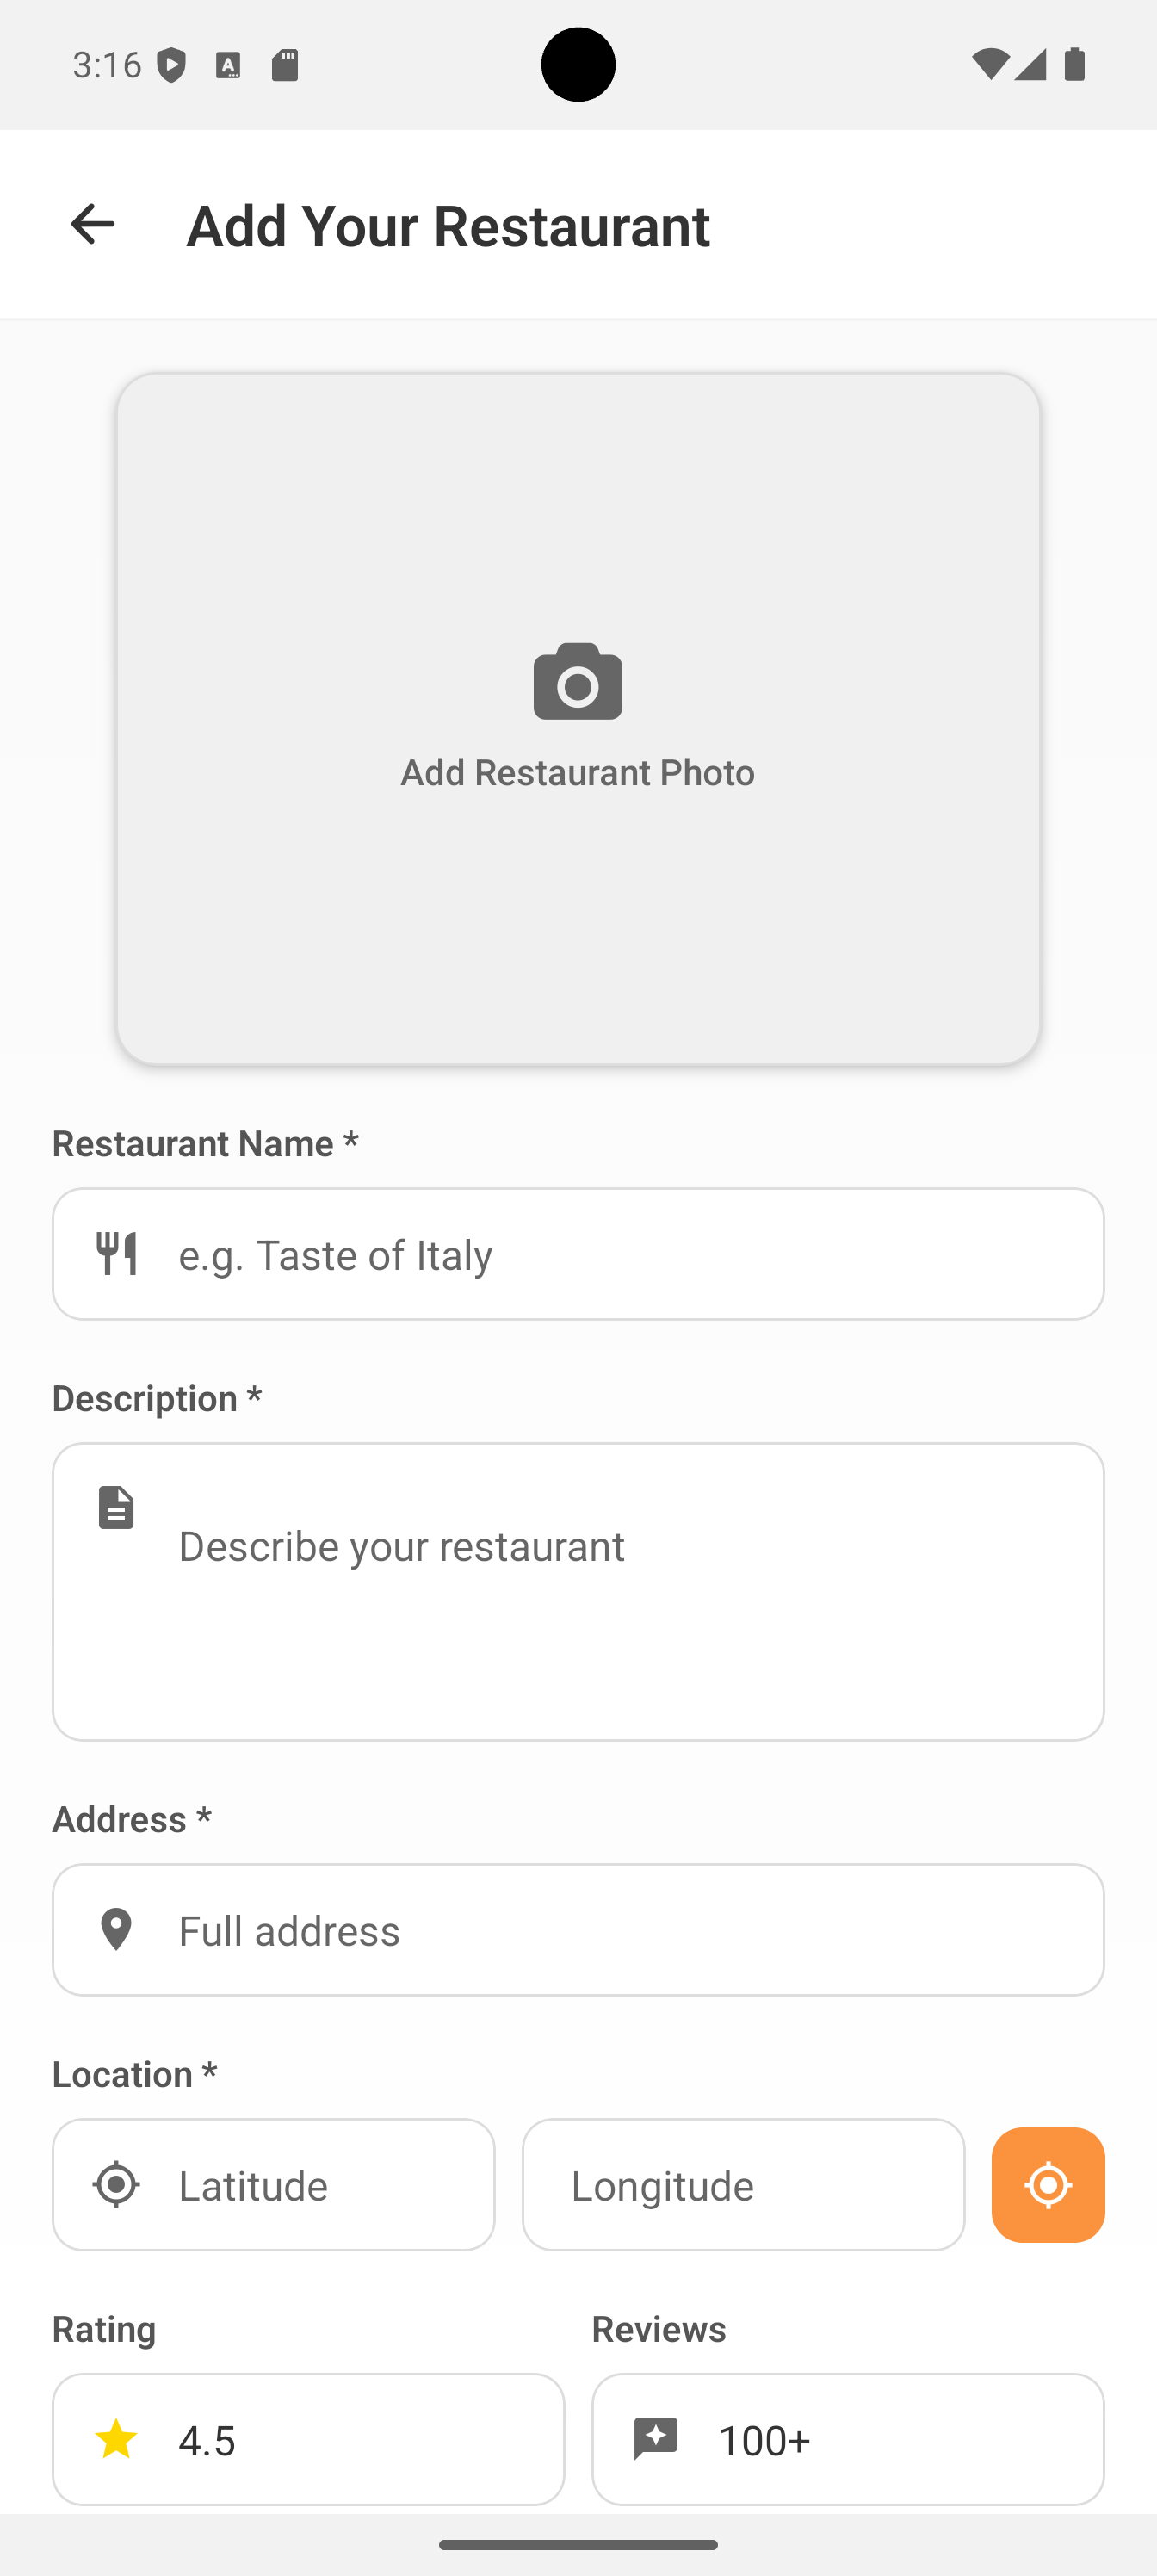 3:16
Add Your Restaurant
Add Restaurant Photo
Restaurant Name *
e.g. Taste of Italy
Description *
Describe your restaurant
Address *
Full address
Location *
Latitude
Longitude
Rating
Reviews
4.5
100+